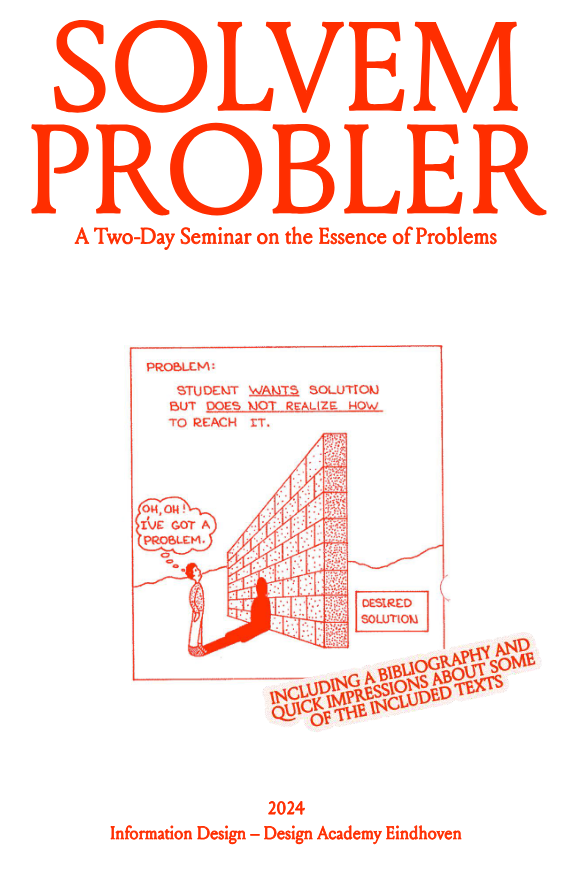 SOLVEM
PROBLER
A Two-Day Seminar on the Essence of Problems
PROBLEM:
STUDENT WANTS SOLUTION
BUT DOES NOT REALIZE HOW
TO REACH IT.
OH, OH!
I'VE GOT A
PROBLEM.
DESIRED
SOLUTION
INCLUDING A BIBLIOGRAPHY AND
QUICK IMPRESSIONS ABOUT SOME
OF THE INCLUDED TEXTS
2024
Information Design – Design Academy Eindhoven